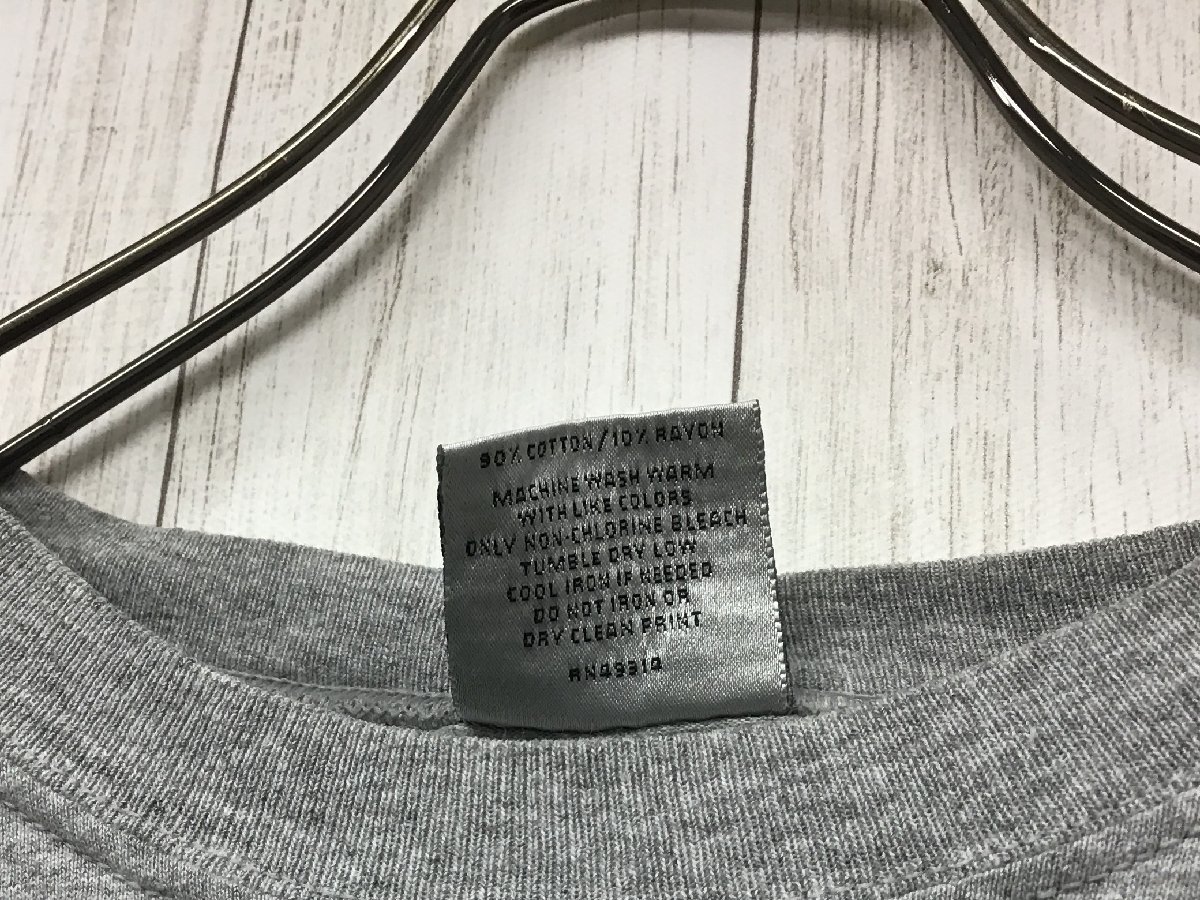 90% COTTON/10% RAYON
MACHINE WASH WARM
WITH LIKE COLORS
ONLY NON-CHLORINE BLEACH
TUMBLE DRY LOW
COOL IRON IF NEEDED
DO NOT IRON OR
DRY CLEAN PRINT
RN49314